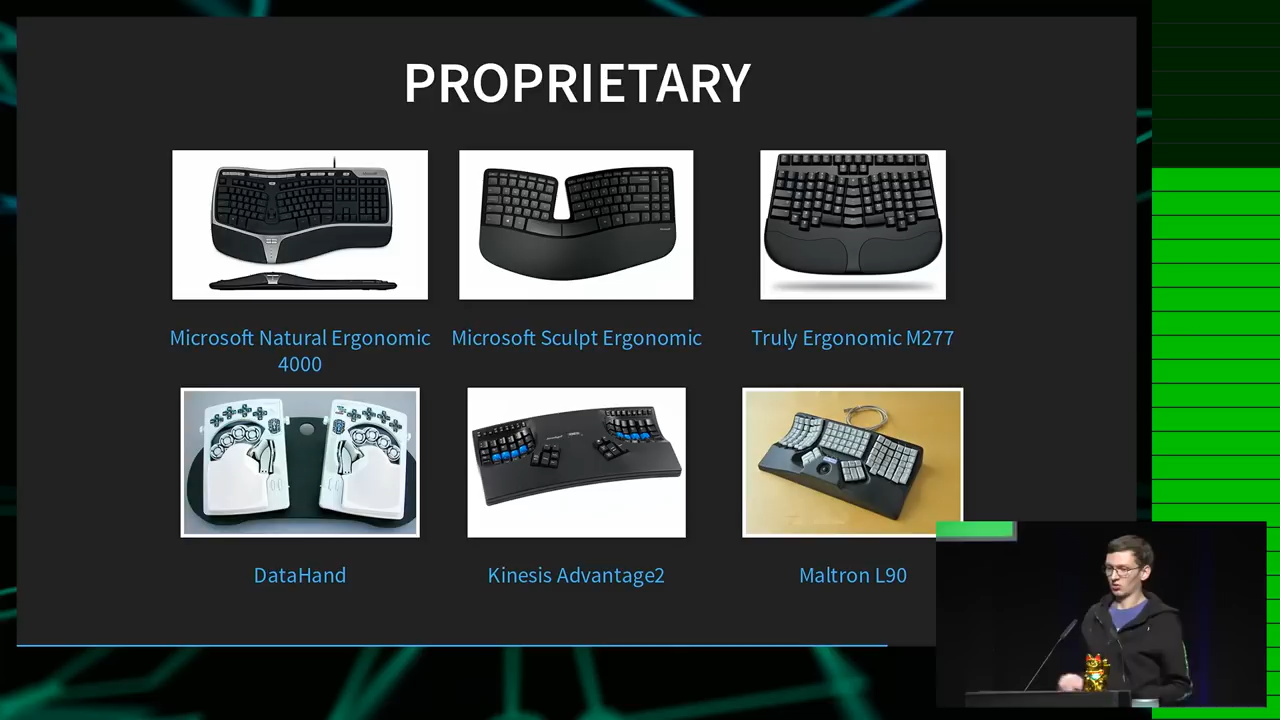 PROPRIETARY
Microsoft Natural Ergonomic
4000
Microsoft Sculpt Ergonomic
Truly Ergonomic M277
DataHand
Kinesis Advantage2
Maltron L90